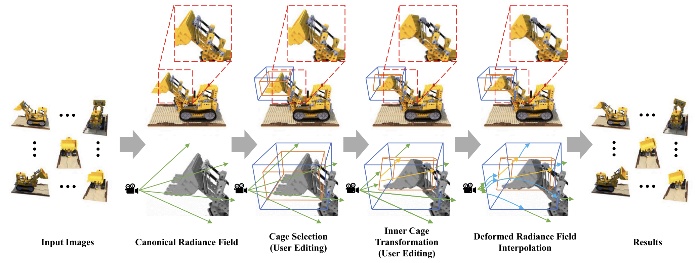 Input Images
Canonical Radiance Field
Cage Selection
(User Editing)
Inner Cage
Transformation
(User Editing)
Deformed Radiance Field
Interpolation
Results